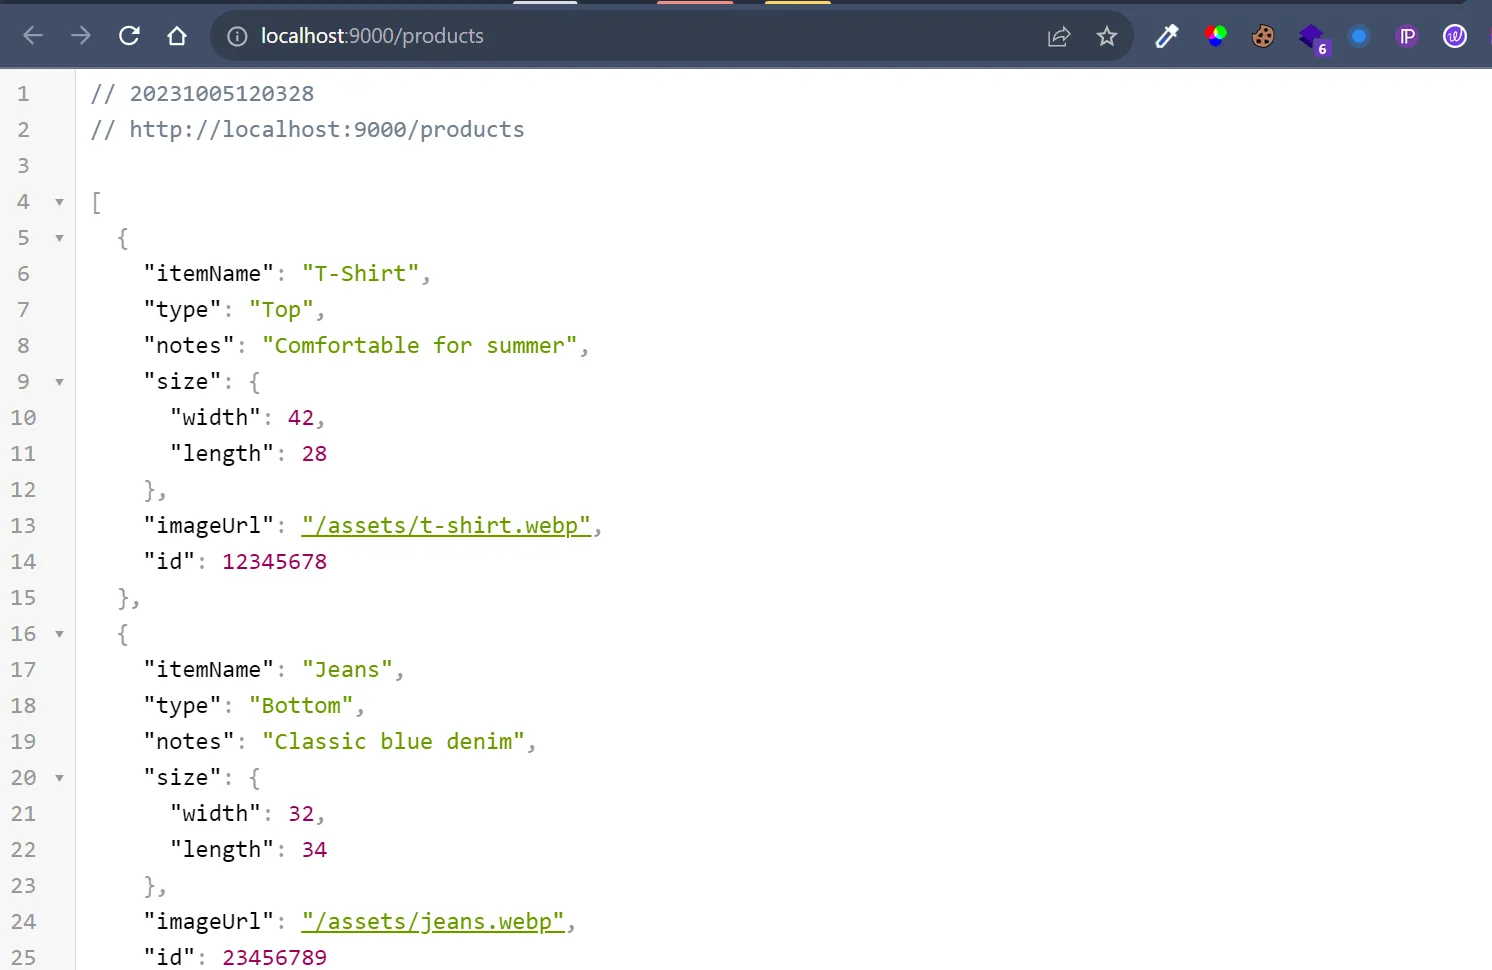 localhost:9000/products
6
1 // 20231005120328
2 // http://localhost:9000/products
3
4 [
5 {
6 "itemName": "T-Shirt",
7 "type": "Top",
8 "notes": "Comfortable for summer",
9 "size": {
10 "width": 42,
11 "length": 28
12 },
13 "imageUrl": "/assets/t-shirt.webp",
14 "id": 12345678
15 },
16 {
17 "itemName": "Jeans",
18 "type": "Bottom",
19 "notes": "Classic blue denim",
20 "size": {
21 "width": 32,
22 "length": 34
23 },
24 "imageUrl": "/assets/jeans.webp",
25 "id": 23456789